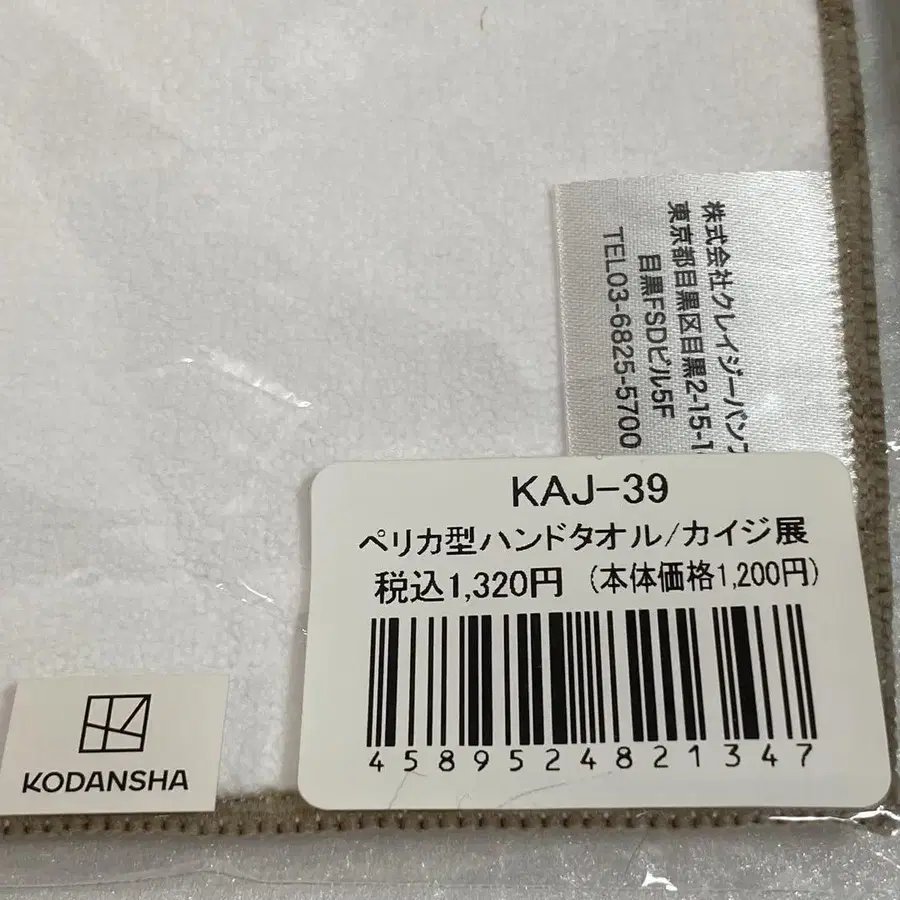 株式会社クレイジーバンプ
東京都目黒区目黒2-15-1
目黒FSDビル5F
TEL03-6825-5700
KAJ-39
ペリカ型ハンドタオル/カイジ展
税込1,320円 (本体価格1,200円)
4589524821347
KODANSHA